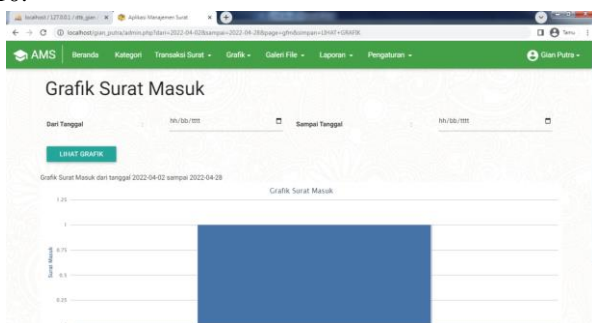 localhost / 127.0.0.1 / dtb_gian
Aplikasi Manajemen Surat
localhost/gian_putra/admin.php?dari=2022-04-02&sampai=2022-04-28&page=gfm&simpan=LIHAT+GRAFIK
Tamu
AMS Beranda Kategori Transaksi Surat Grafik Galeri File Laporan Pengaturan Gian Putra
Grafik Surat Masuk
Dari Tanggal : hh/bb/tttt Sampai Tanggal : hh/bb/tttt
LIHAT GRAFIK
Grafik Surat Masuk dari tanggal 2022-04-02 sampai 2022-04-28
Grafik Surat Masuk
1.25
1
0.75
Surat Masuk
0.5
0.25